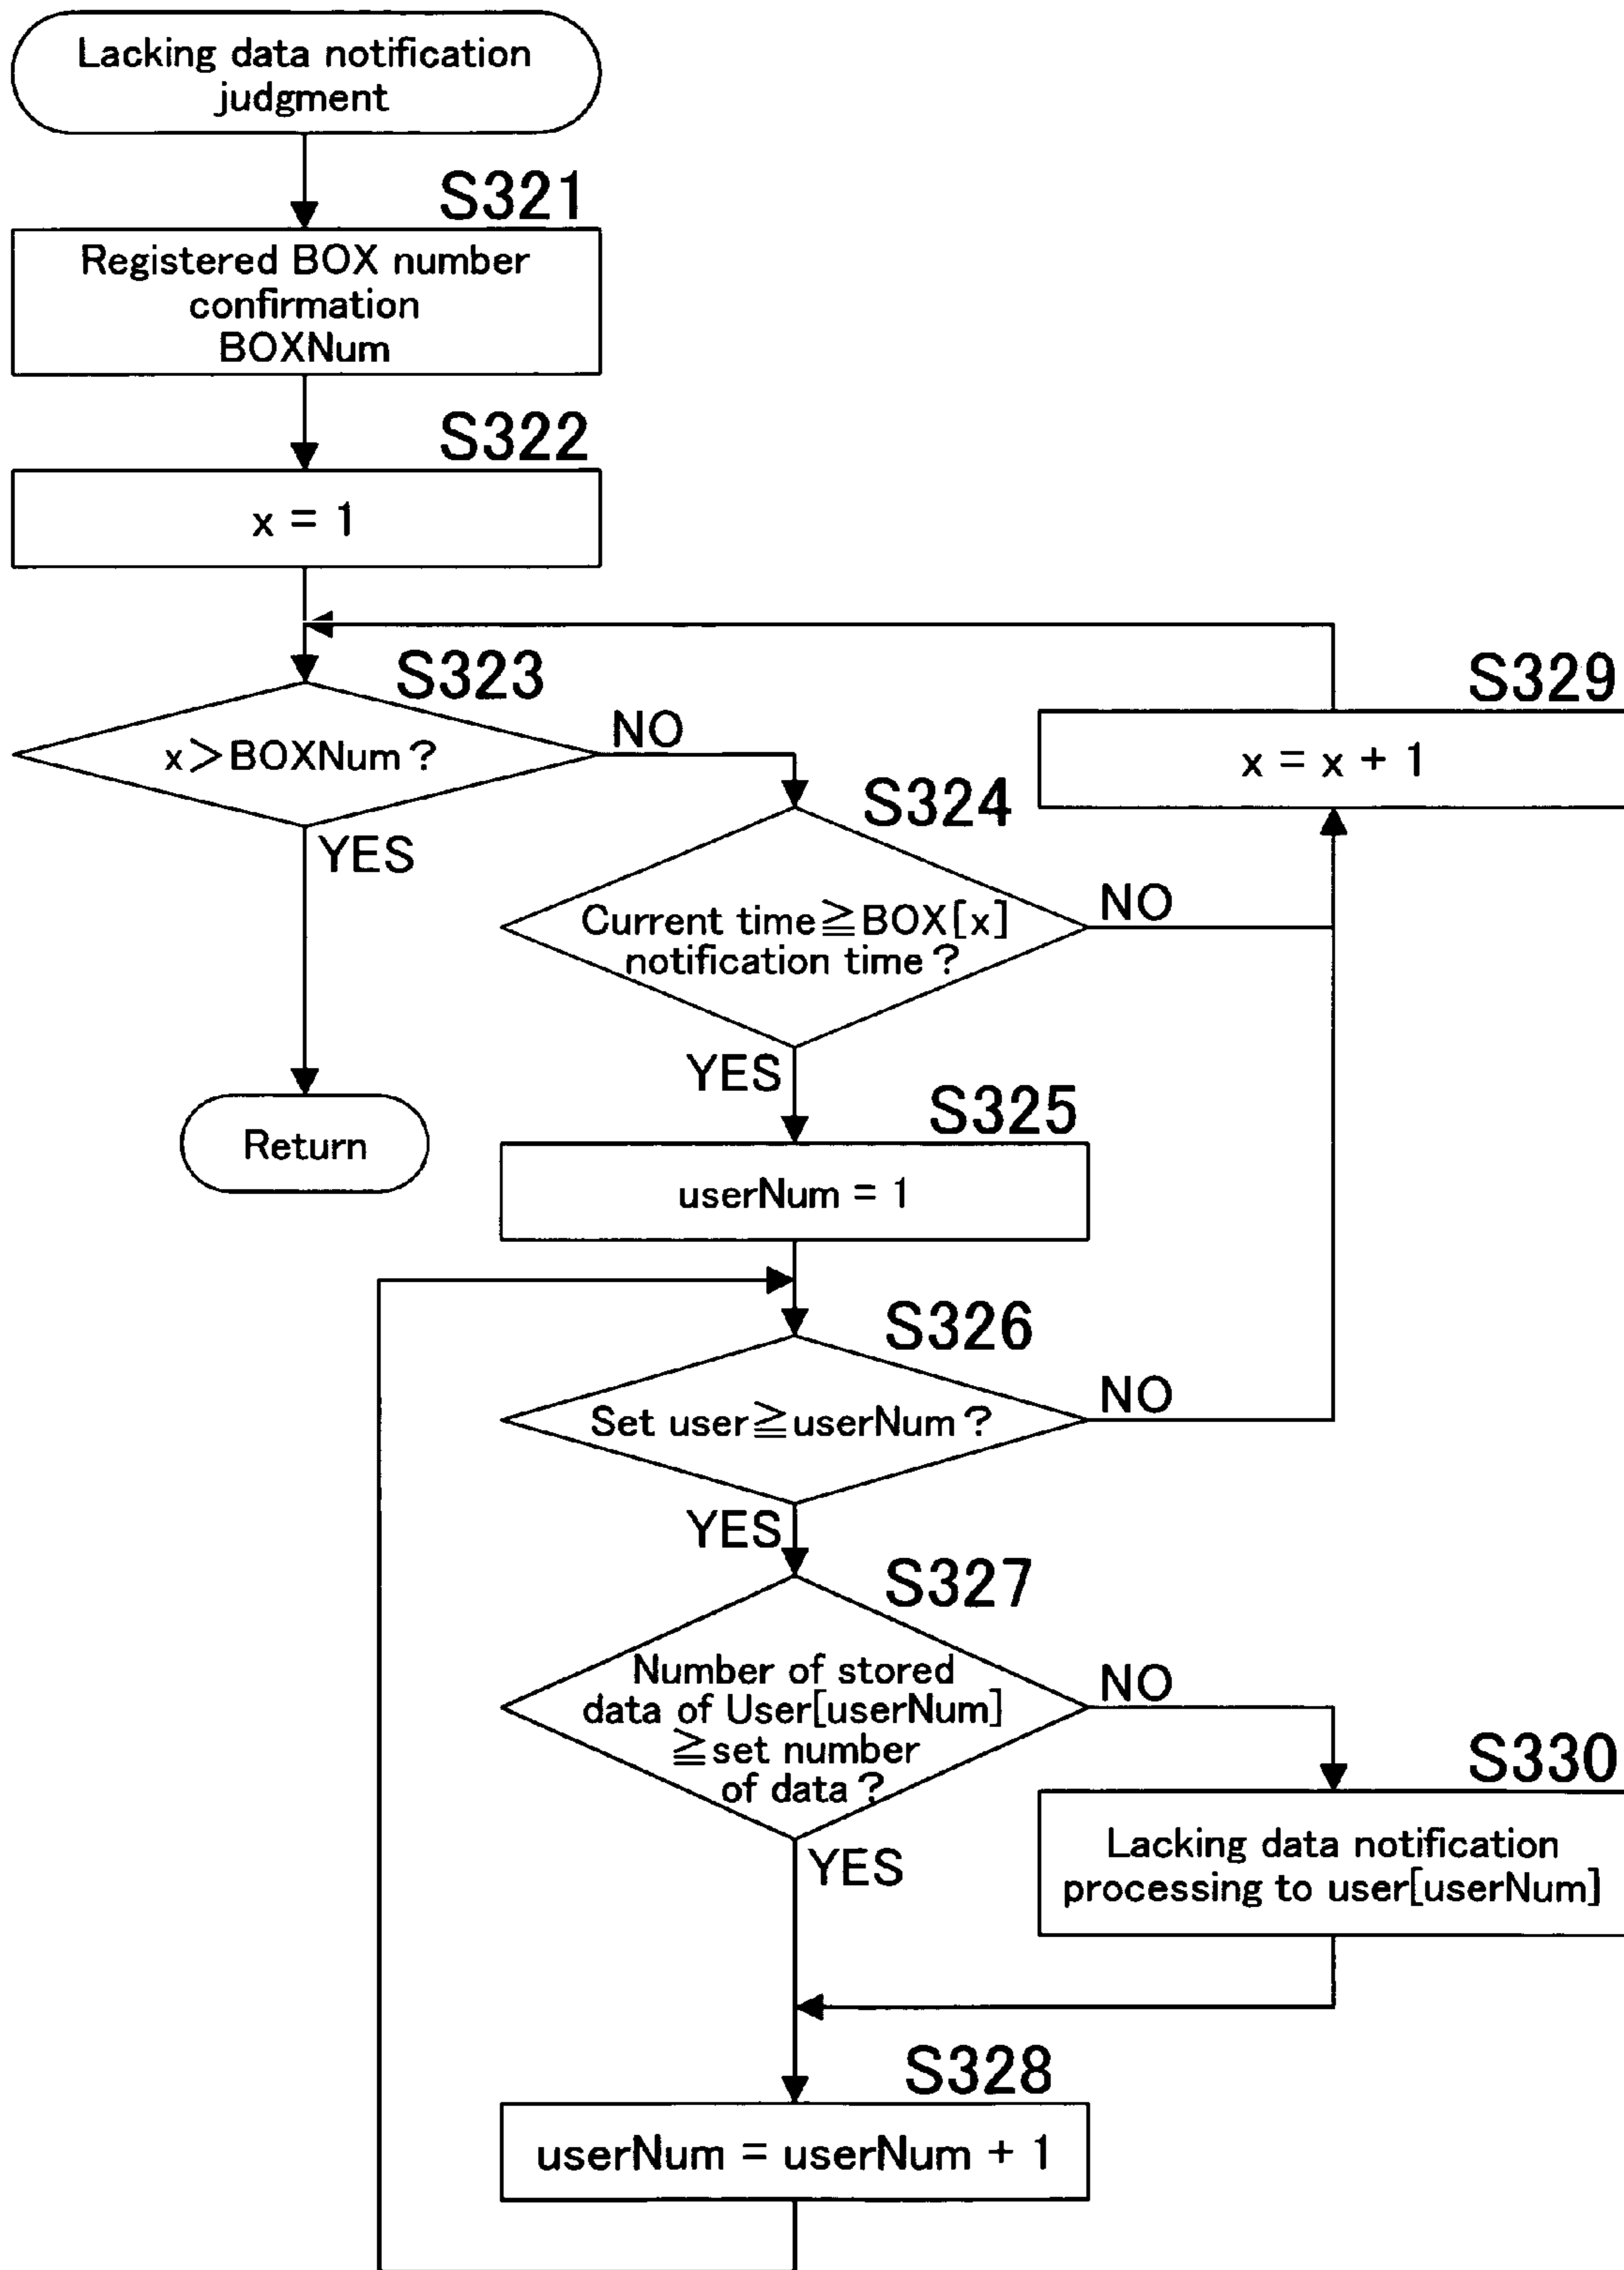 Lacking data notification
judgment
S321
Registered BOX number
confirmation
BOXNum
S322
x = 1
S323
x＞BOXNum？
NO
YES
S329
x = x + 1
S324
Current time≧BOX[x]
notification time？
NO
YES
Return
S325
userNum = 1
S326
Set user≧userNum？
NO
YES
S327
Number of stored
data of User[userNum]
≧set number
of data？
NO
YES
S330
Lacking data notification
processing to user[userNum]
S328
userNum = userNum + 1